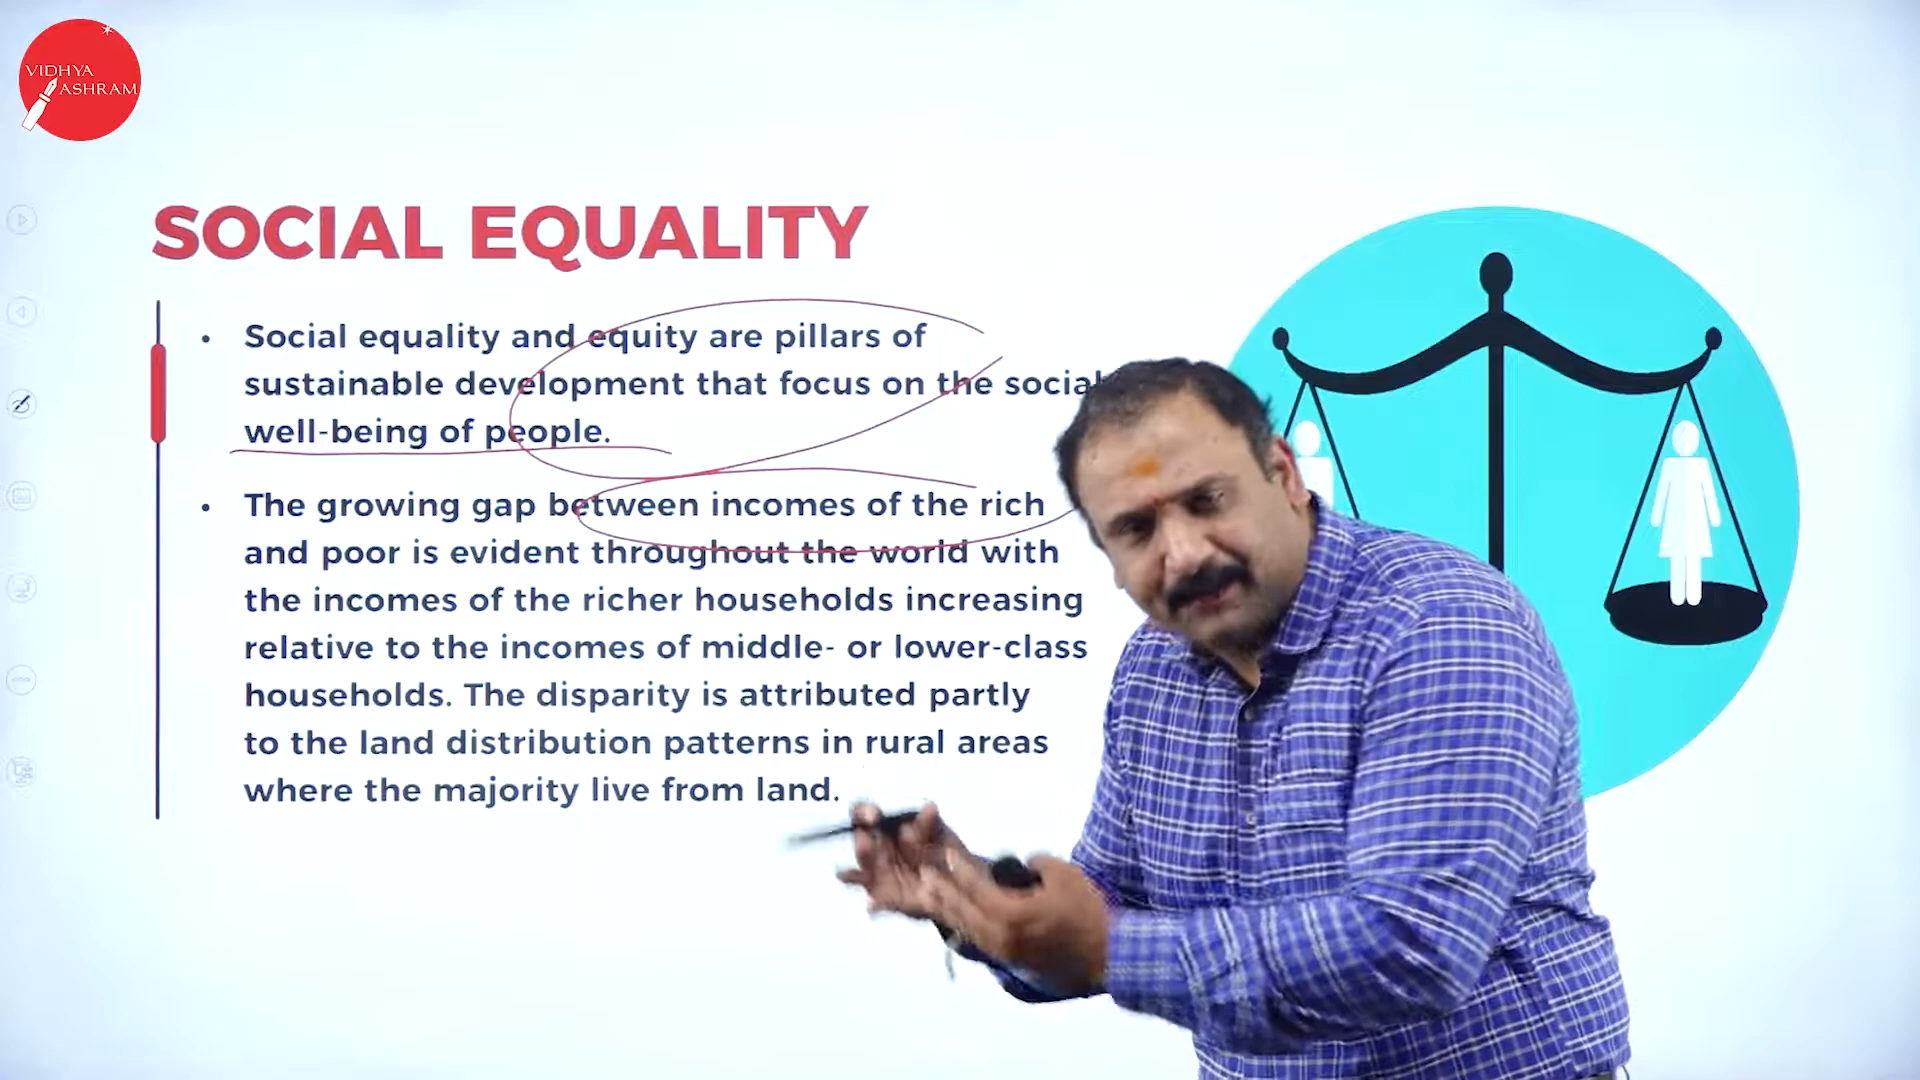 VIDHYA
ASHRAM
SOCIAL EQUALITY
• Social equality and equity are pillars of
sustainable development that focus on the social
well-being of people.
• The growing gap between incomes of the rich
and poor is evident throughout the world with
the incomes of the richer households increasing
relative to the incomes of middle- or lower-class
households. The disparity is attributed partly
to the land distribution patterns in rural areas
where the majority live from land.